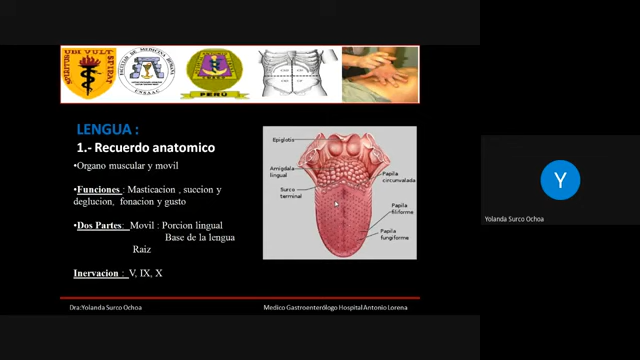 LENGUA :
1.- Recuerdo anatomico
•Organo muscular y movil
•Funciones : Masticacion , succion y
deglucion, fonacion y gusto
•Dos Partes: Movil : Porcion lingual
Base de la lengua
Raiz
Inervacion : V, IX, X
Epiglotis
Amigdala
lingual
Surco
terminal
Papila
circunvalada
Papila
filiforme
Papila
fungiforme
Dra:Yolanda Surco Ochoa
Medico Gastroenterólogo Hospital Antonio Lorena
PERÚ
Y
Yolanda Surco Ochoa